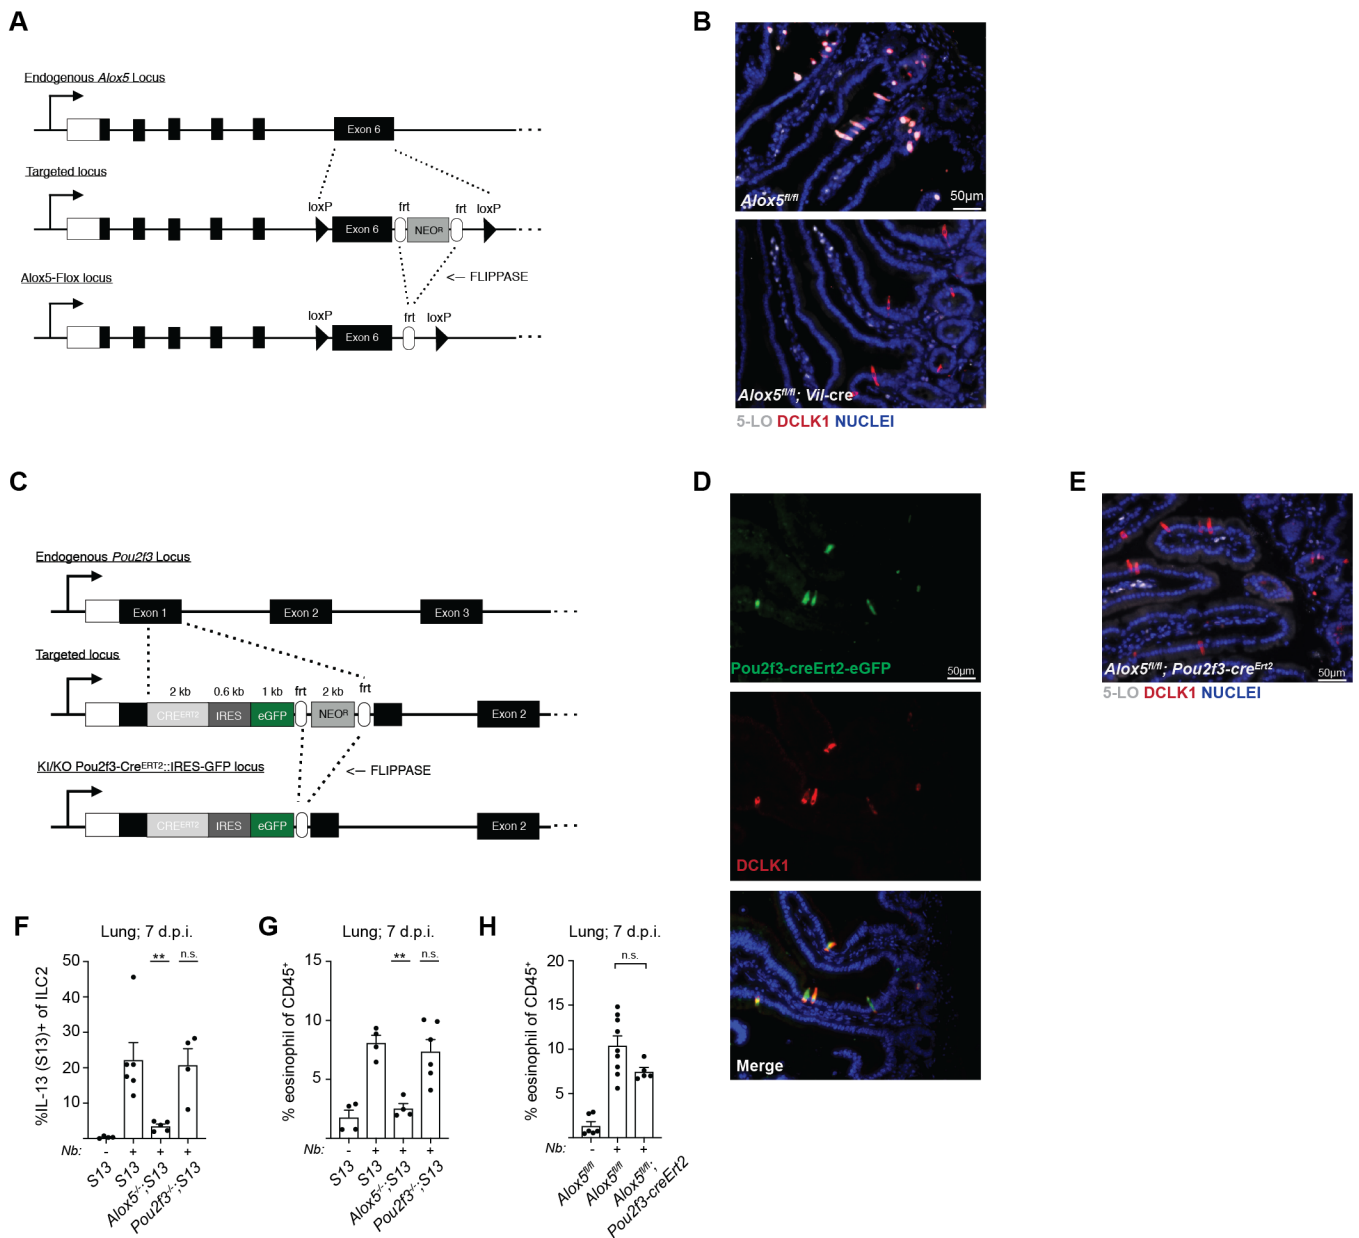 A
Endogenous Alox5 Locus
Exon 6
Targeted locus
loxP frt frt loxP
Exon 6 NEOᴿ
Alox5-Flox locus
<— FLIPPASE
loxP frt loxP
Exon 6
B
Alox5fl/fl
50µm
Alox5fl/fl; Vil-cre
5-LO DCLK1 NUCLEI
C
Endogenous Pou2f3 Locus
Exon 1 Exon 2 Exon 3
Targeted locus
2 kb 0.6 kb 1 kb frt 2 kb frt
CREᴱᴿᵀ² IRES eGFP NEOᴿ Exon 2
KI/KO Pou2f3-Creᴱᴿᵀ²::IRES-GFP locus
<— FLIPPASE
CREᴱᴿᵀ² IRES eGFP Exon 2
D
Pou2f3-creErt2-eGFP
50µm
DCLK1
Merge
E
Alox5fl/fl; Pou2f3-creErt2
50µm
5-LO DCLK1 NUCLEI
F
Lung; 7 d.p.i.
** n.s.
%IL-13 (S13)+ of ILC2
50
40
30
20
10
Nb: - + + +
S13
S13
Alox5-/-;S13
Pou2f3-/-;S13
G
Lung; 7 d.p.i.
** n.s.
% eosinophil of CD45+
15
10
5
- + + +
S13
S13
Alox5-/-;S13
Pou2f3-/-;S13
H
Lung; 7 d.p.i.
n.s.
% eosinophil of CD45+
20
15
10
5
Nb: - + +
Alox5fl/fl
Alox5fl/fl
Alox5fl/fl;
Pou2f3-creErt2